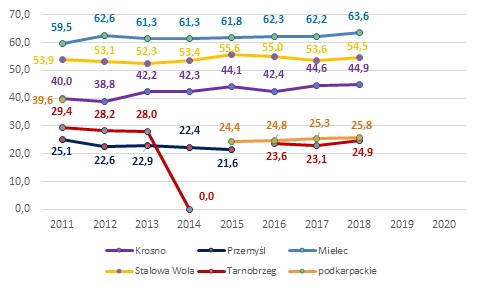 70,0
60,0
50,0
40,0
30,0
20,0
10,0
0,0
59,5 62,6 61,3 61,3 61,8 62,3 62,2 63,6
53,9 53,1 52,3 53,4 55,6 55,0 53,6 54,5
40,0 38,8 42,2 42,3 44,1 42,4 44,6 44,9
39,6 24,4 24,8 25,3 25,8
29,4 28,2 28,0 0,0 23,6 23,1 24,9
25,1 22,6 22,9 22,4 21,6
2011 2012 2013 2014 2015 2016 2017 2018 2019 2020
Krosno Przemyśl Mielec
Stalowa Wola Tarnobrzeg podkarpackie